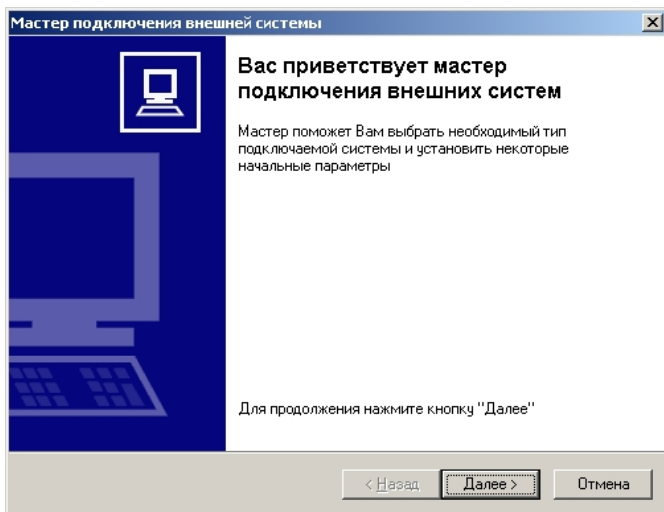 Мастер подключения внешней системы
Вас приветствует мастер
подключения внешних систем
Мастер поможет Вам выбрать необходимый тип
подключаемой системы и установить некоторые
начальные параметры
Для продолжения нажмите кнопку "Далее"
< Назад Далее > Отмена